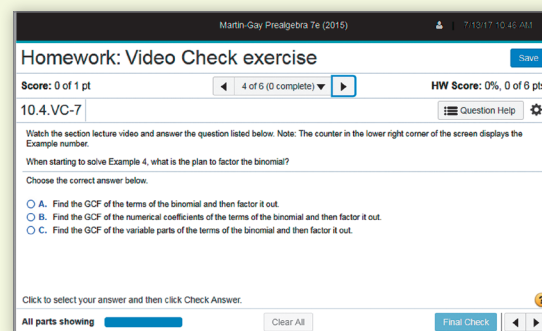 Martin-Gay Prealgebra 7e (2015)
7/13/17 10:46 AM
Homework: Video Check exercise
Save
Score: 0 of 1 pt
4 of 6 (0 complete)
HW Score: 0%, 0 of 6 pts
10.4.VC-7
Question Help
Watch the section lecture video and answer the question listed below. Note: The counter in the lower right corner of the screen displays the
Example number.
When starting to solve Example 4, what is the plan to factor the binomial?
Choose the correct answer below.
A. Find the GCF of the terms of the binomial and then factor it out.
B. Find the GCF of the numerical coefficients of the terms of the binomial and then factor it out.
C. Find the GCF of the variable parts of the terms of the binomial and then factor it out.
Click to select your answer and then click Check Answer.
?
All parts showing
Clear All
Final Check